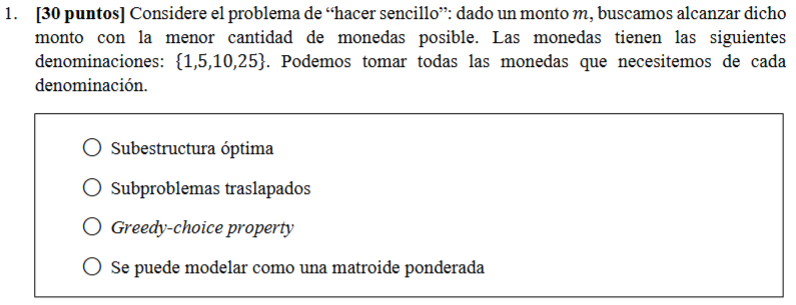 1. [30 puntos] Considere el problema de “hacer sencillo”: dado un monto m, buscamos alcanzar dicho
monto con la menor cantidad de monedas posible. Las monedas tienen las siguientes
denominaciones: {1,5,10,25}. Podemos tomar todas las monedas que necesitemos de cada
denominación.
Subestructura óptima
Subproblemas traslapados
Greedy-choice property
Se puede modelar como una matroide ponderada